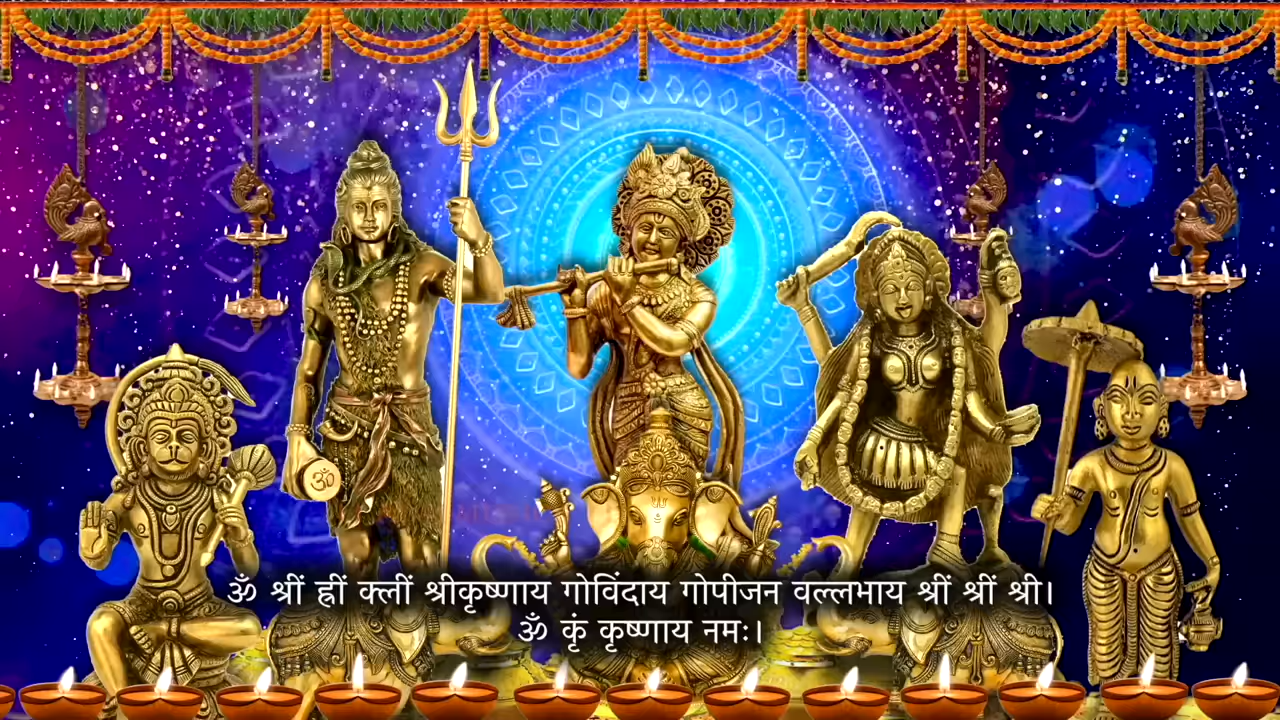 ॐ
ॐ श्रीं ह्रीं क्लीं श्रीकृष्णाय गोविंदाय गोपीजन वल्लभाय श्रीं श्रीं श्री।
ॐ कृं कृष्णाय नमः।